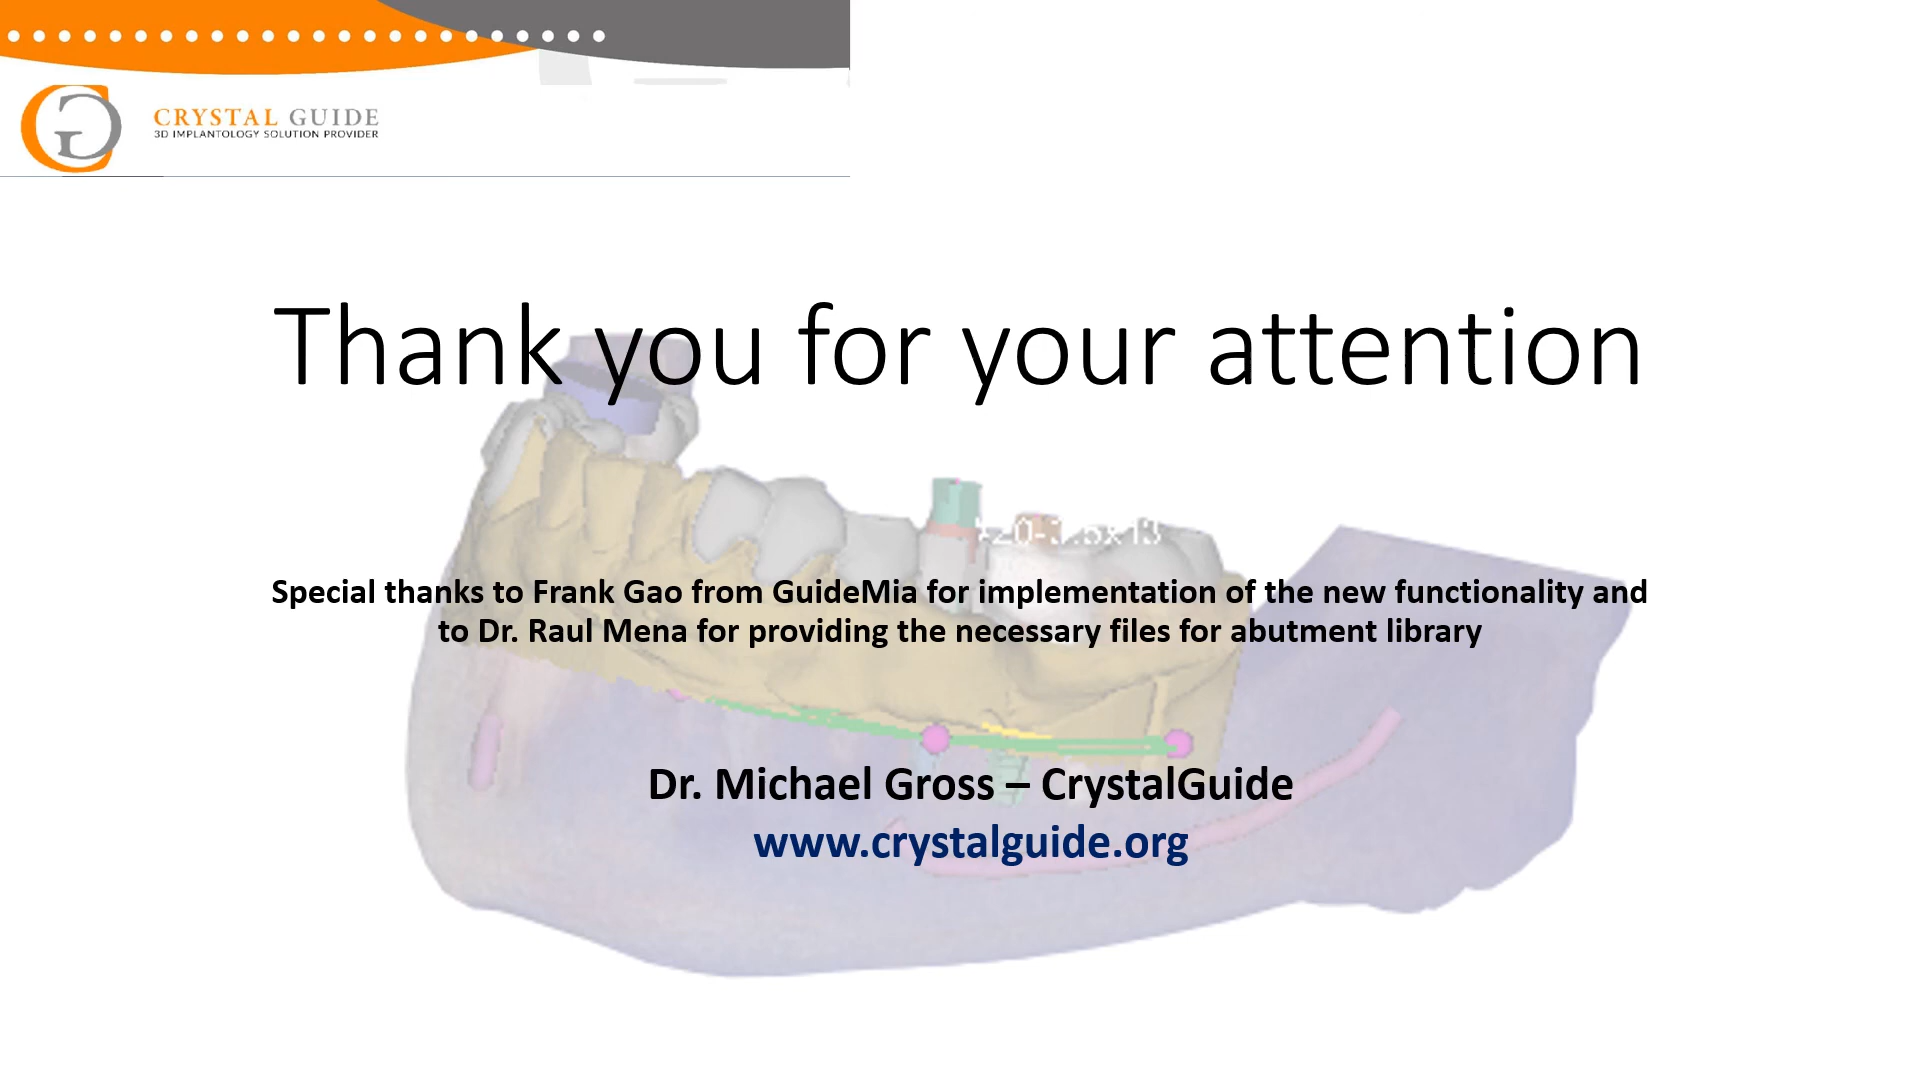 CRYSTAL GUIDE
3D IMPLANTOLOGY SOLUTION PROVIDER
Thank you for your attention
Special thanks to Frank Gao from GuideMia for implementation of the new functionality and
to Dr. Raul Mena for providing the necessary files for abutment library
Dr. Michael Gross – CrystalGuide
www.crystalguide.org